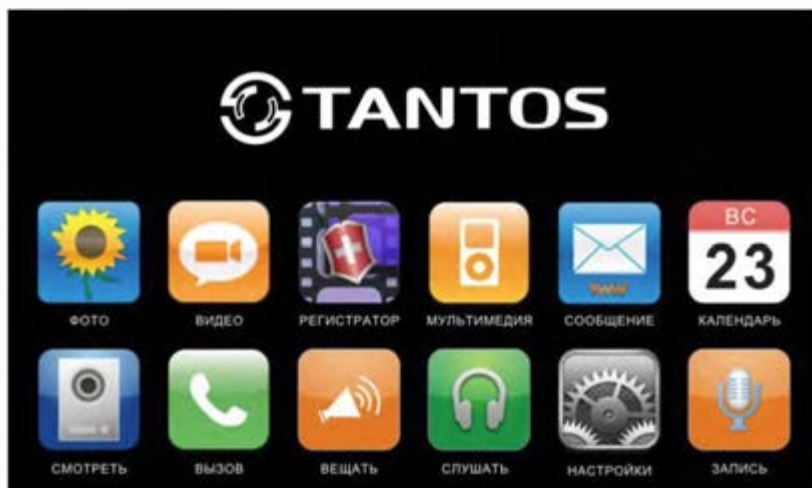 TANTOS
ВС
23
ФОТО ВИДЕО РЕГИСТРАТОР МУЛЬТИМЕДИЯ СООБЩЕНИЕ КАЛЕНДАРЬ
СМОТРЕТЬ ВЫЗОВ ВЕЩАТЬ СЛУШАТЬ НАСТРОЙКИ ЗАПИСЬ